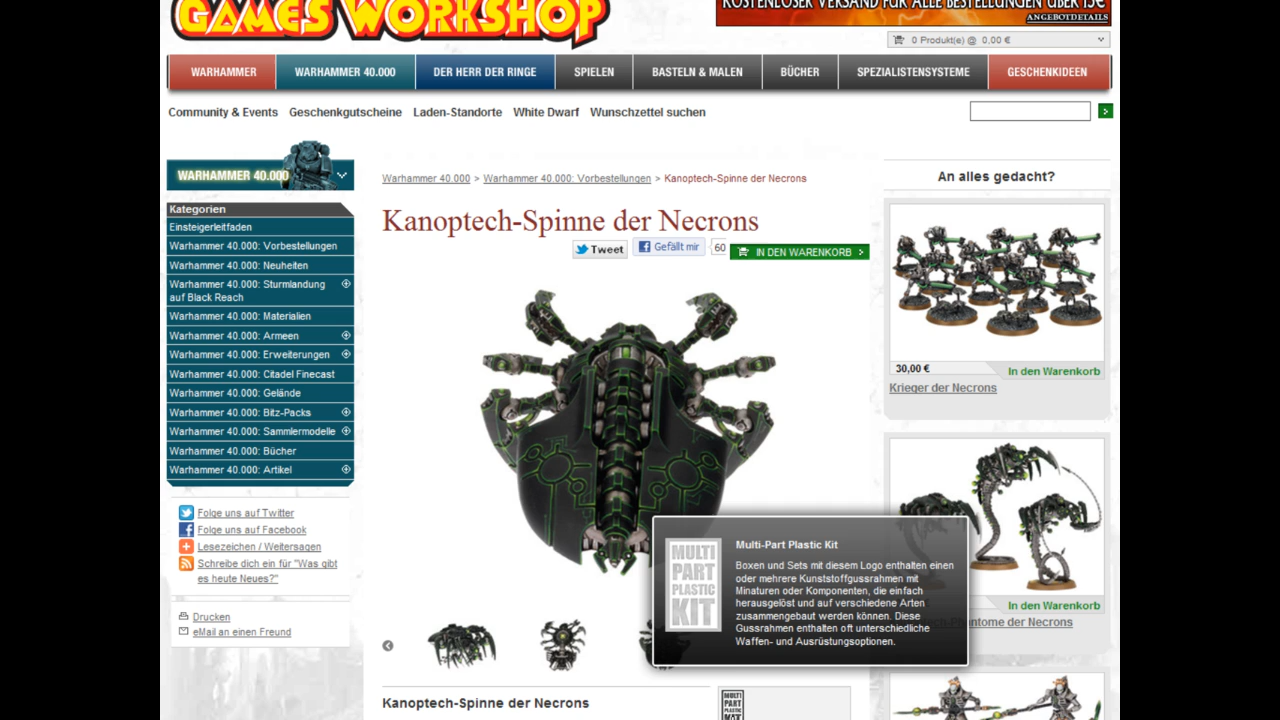 GAMES WORKSHOP
KOSTENLOSER VERSAND FÜR ALLE BESTELLUNGEN ÜBER 15€
ANGEBOTDETAILS
0 Produkt(e) @ 0,00 €
WARHAMMER
WARHAMMER 40.000
DER HERR DER RINGE
SPIELEN
BASTELN & MALEN
BÜCHER
SPEZIALISTENSYSTEME
GESCHENKIDEEN
Community & Events
Geschenkgutscheine
Laden-Standorte
White Dwarf
Wunschzettel suchen
WARHAMMER 40.000
Kategorien
Einsteigerleitfaden
Warhammer 40.000: Vorbestellungen
Warhammer 40.000: Neuheiten
Warhammer 40.000: Sturmlandung
auf Black Reach
Warhammer 40.000: Materialien
Warhammer 40.000: Armeen
Warhammer 40.000: Erweiterungen
Warhammer 40.000: Citadel Finecast
Warhammer 40.000: Gelände
Warhammer 40.000: Bitz-Packs
Warhammer 40.000: Sammlermodelle
Warhammer 40.000: Bücher
Warhammer 40.000: Artikel
Folge uns auf Twitter
Folge uns auf Facebook
Lesezeichen / Weitersagen
Schreibe dich ein für "Was gibt
es heute Neues?"
Drucken
eMail an einen Freund
Warhammer 40.000 > Warhammer 40.000: Vorbestellungen > Kanoptech-Spinne der Necrons
Kanoptech-Spinne der Necrons
Tweet
Gefällt mir
60
IN DEN WARENKORB >
MULTI
PART
PLASTIC
KIT
Multi-Part Plastic Kit
Boxen und Sets mit diesem Logo enthalten einen
oder mehrere Kunststoffgussrahmen mit
Minaturen oder Komponenten, die einfach
herausgelöst und auf verschiedene Arten
zusammengebaut werden können. Diese
Gussrahmen enthalten oft unterschiedliche
Waffen- und Ausrüstungsoptionen.
Kanoptech-Spinne der Necrons
MULTI
PART
PLASTIC
KIT
An alles gedacht?
30,00 €
In den Warenkorb
Krieger der Necrons
In den Warenkorb
Phantome der Necrons